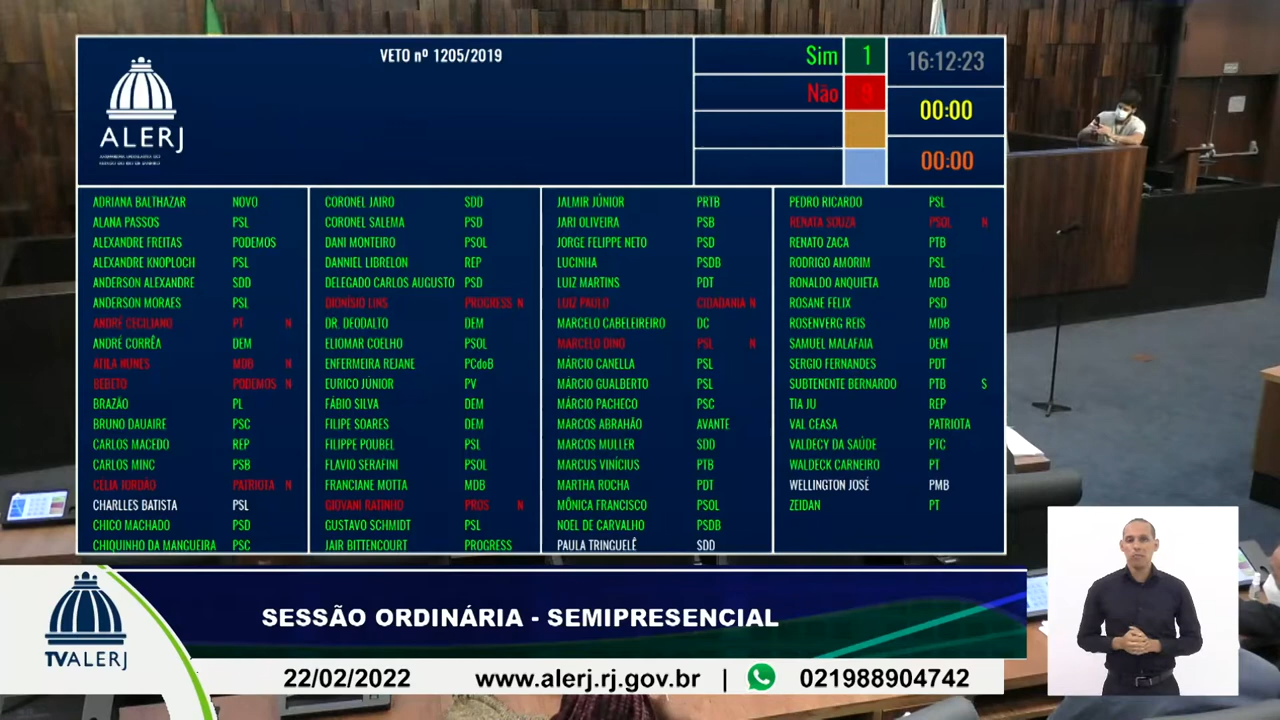 VETO nº 1205/2019
ALERJ
Sim 1
Não 9
16:12:23
00:00
00:00
ADRIANA BALTHAZAR NOVO
ALANA PASSOS PSL
ALEXANDRE FREITAS PODEMOS
ALEXANDRE KNOPLOCH PSL
ANDERSON ALEXANDRE SDD
ANDERSON MORAES PSL
ANDRÉ CECILIANO PT N
ANDRÉ CORRÊA DEM
ATILA NUNES MDB N
BEBETO PODEMOS N
BRAZÃO PL
BRUNO DAUAIRE PSC
CARLOS MACEDO REP
CARLOS MINC PSB
CELIA JORDÃO PATRIOTA N
CHARLLES BATISTA PSL
CHICO MACHADO PSD
CHIQUINHO DA MANGUEIRA PSC
CORONEL JAIRO SDD
CORONEL SALEMA PSD
DANI MONTEIRO PSOL
DANNIEL LIBRELON REP
DELEGADO CARLOS AUGUSTO PSD
DIONÍSIO LINS PROGRESS N
DR. DEODALTO DEM
ELIOMAR COELHO PSOL
ENFERMEIRA REJANE PCdoB
EURICO JÚNIOR PV
FÁBIO SILVA DEM
FILIPE SOARES DEM
FILIPPE POUBEL PSL
FLAVIO SERAFINI PSOL
FRANCIANE MOTTA MDB
GIOVANI RATINHO PROS N
GUSTAVO SCHMIDT PSL
JAIR BITTENCOURT PROGRESS
JALMIR JÚNIOR PRTB
JARI OLIVEIRA PSB
JORGE FELIPPE NETO PSD
LUCINHA PSDB
LUIZ MARTINS PDT
LUIZ PAULO CIDADANIA N
MARCELO CABELEIREIRO DC
MARCELO DINO PSL N
MÁRCIO CANELLA PSL
MÁRCIO GUALBERTO PSL
MÁRCIO PACHECO PSC
MARCOS ABRAHÃO AVANTE
MARCOS MULLER SDD
MARCUS VINÍCIUS PTB
MARTHA ROCHA PDT
MÔNICA FRANCISCO PSOL
NOEL DE CARVALHO PSDB
PAULA TRINGUELÊ SDD
PEDRO RICARDO PSL
RENATA SOUZA PSOL N
RENATO ZACA PTB
RODRIGO AMORIM PSL
RONALDO ANQUIETA MDB
ROSANE FÉLIX PSD
ROSENVERG REIS MDB
SAMUEL MALAFAIA DEM
SERGIO FERNANDES PDT
SUBTENENTE BERNARDO PTB S
TIA JU REP
VAL CEASA PATRIOTA
VALDECY DA SAÚDE PTC
WALDECK CARNEIRO PT
WELLINGTON JOSÉ PMB
ZEIDAN PT
SESSÃO ORDINÁRIA - SEMIPRESENCIAL
TVALERJ
22/02/2022 www.alerj.rj.gov.br | 021988904742